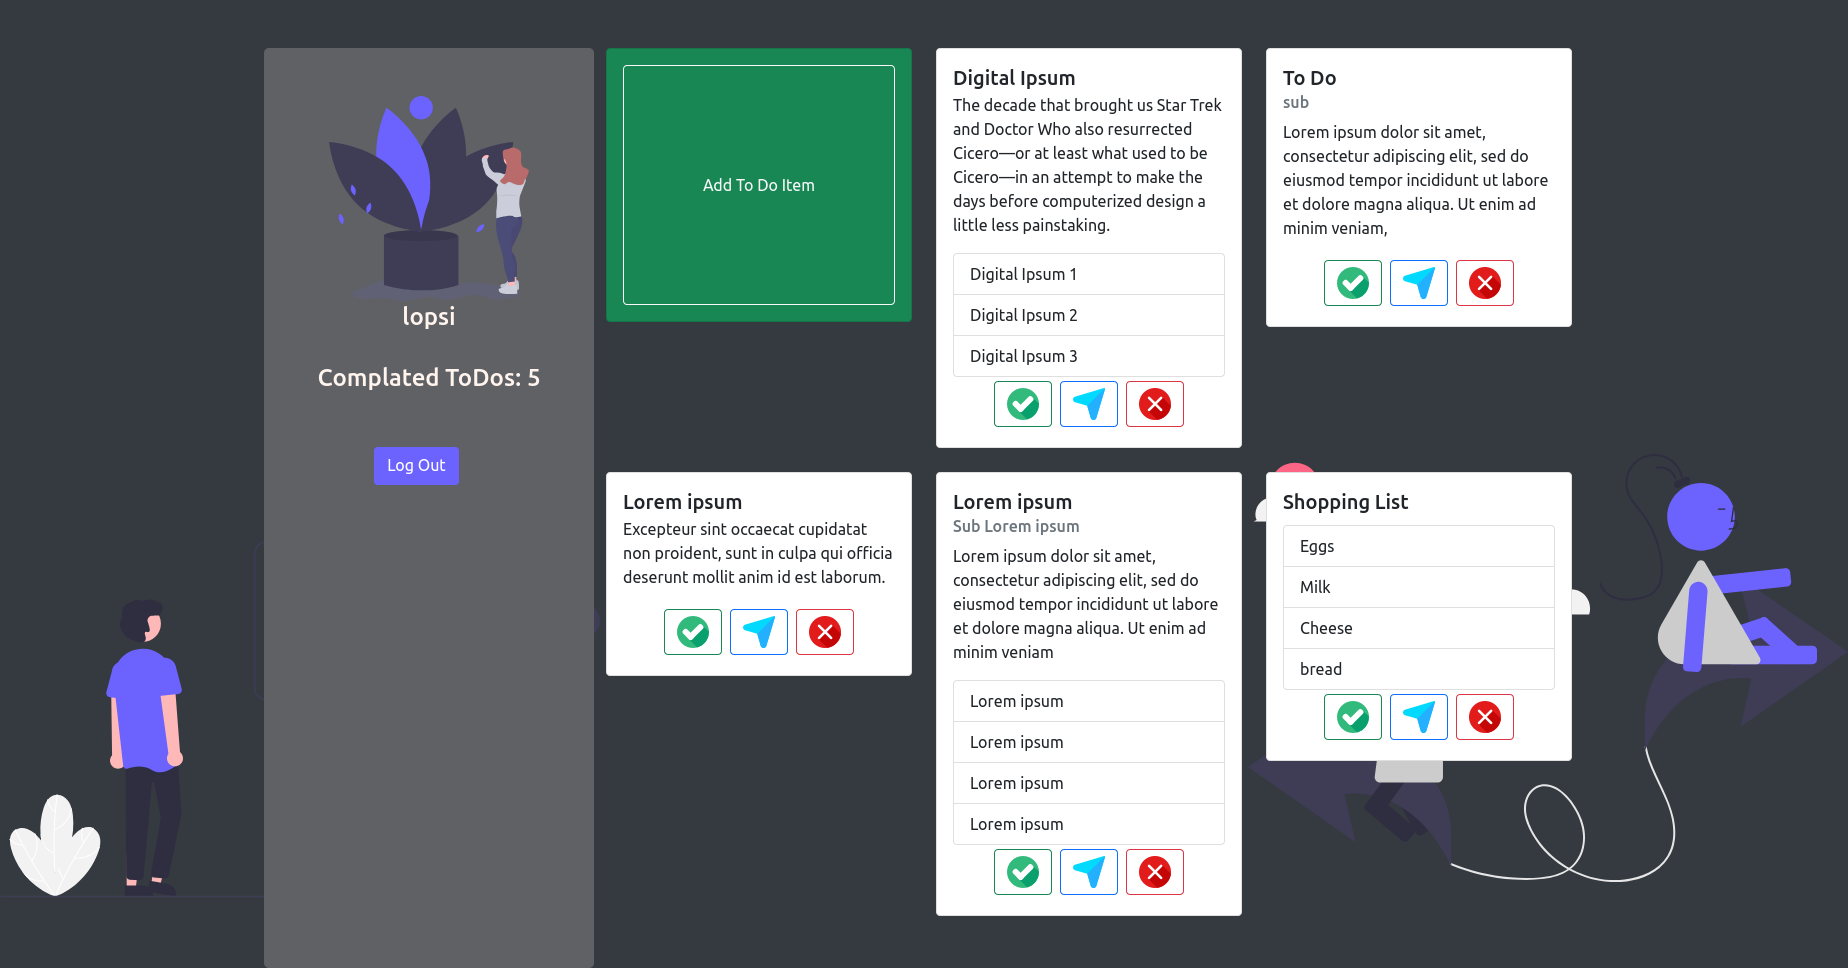 lopsi
Complated ToDos: 5
Log Out
Add To Do Item
Digital Ipsum
The decade that brought us Star Trek
and Doctor Who also resurrected
Cicero—or at least what used to be
Cicero—in an attempt to make the
days before computerized design a
little less painstaking.
Digital Ipsum 1
Digital Ipsum 2
Digital Ipsum 3
To Do
sub
Lorem ipsum dolor sit amet,
consectetur adipiscing elit, sed do
eiusmod tempor incididunt ut labore
et dolore magna aliqua. Ut enim ad
minim veniam,
Lorem ipsum
Excepteur sint occaecat cupidatat
non proident, sunt in culpa qui officia
deserunt mollit anim id est laborum.
Lorem ipsum
Sub Lorem ipsum
Lorem ipsum dolor sit amet,
consectetur adipiscing elit, sed do
eiusmod tempor incididunt ut labore
et dolore magna aliqua. Ut enim ad
minim veniam
Lorem ipsum
Lorem ipsum
Lorem ipsum
Lorem ipsum
Shopping List
Eggs
Milk
Cheese
bread